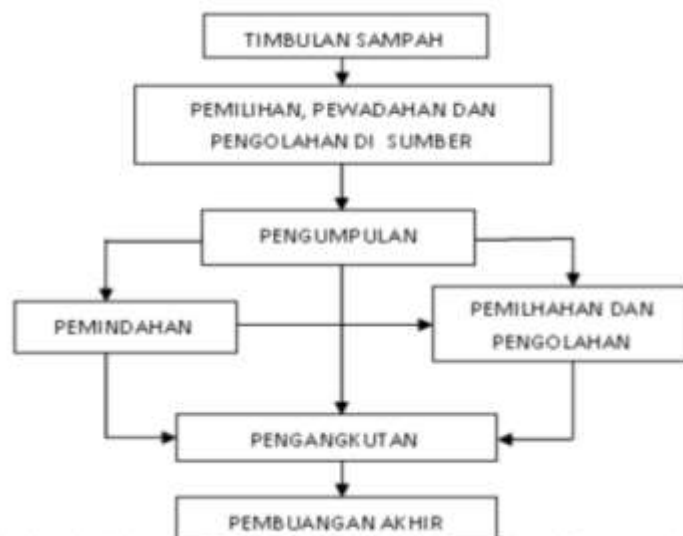 TIMBULAN SAMPAH
PEMILIHAN, PEWADAHAN DAN
PENGOLAHAN DI SUMBER
PENGUMPULAN
PEMINDAHAN
PEMILHAHAN DAN
PENGOLAHAN
PENGANGKUTAN
PEMBUANGAN AKHIR